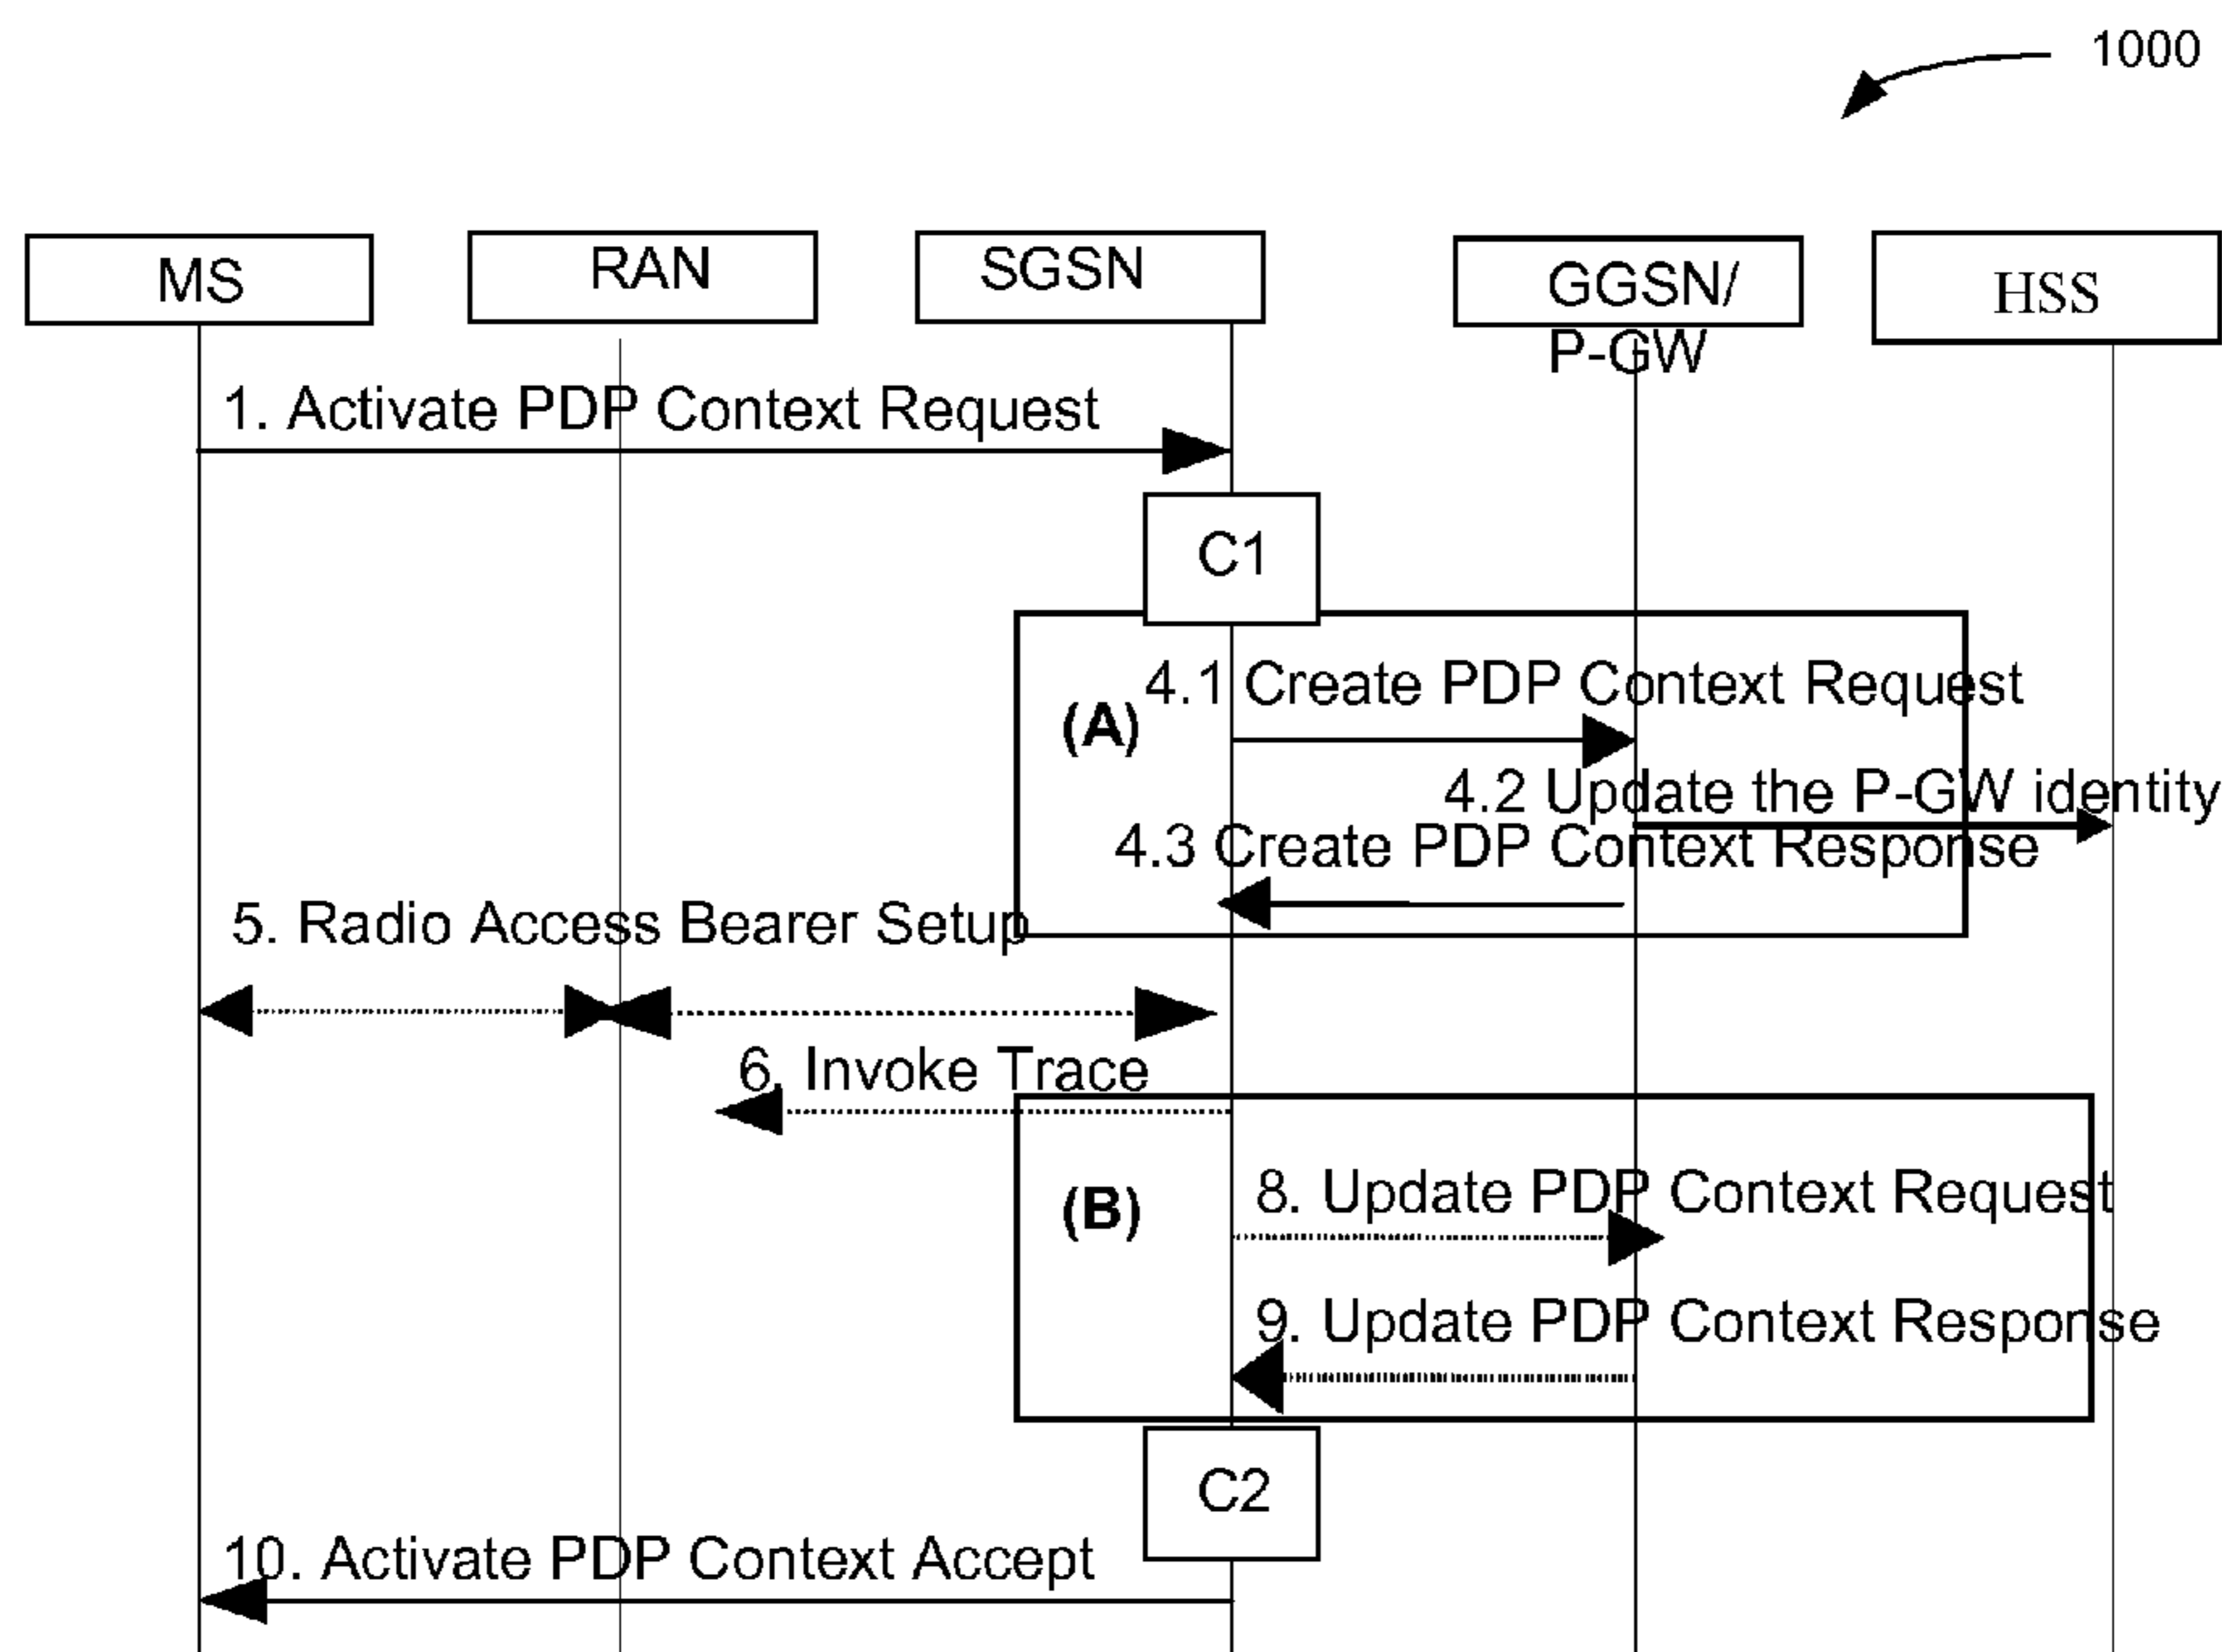 1000
MS
RAN
SGSN
GGSN/
P-GW
HSS
1. Activate PDP Context Request
C1
(A)
4.1 Create PDP Context Request
4.2 Update the P-GW identity
4.3 Create PDP Context Response
5. Radio Access Bearer Setup
6. Invoke Trace
(B)
8. Update PDP Context Request
9. Update PDP Context Response
C2
10. Activate PDP Context Accept